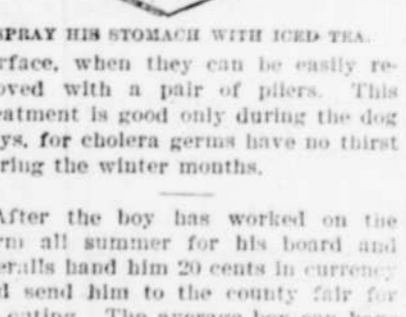 SPRAY HIS STOMACH WITH ICED TEA.
rface, when they can be easily re-
oved with a pair of pliers. This
eatment is good only during the dog
ys, for cholera germs have no thirst
ring the winter months.
After the boy has worked on the
rm all summer for his board and
eralls hand him 20 cents in currency
d send him to the county fair for
eating. The average boy can